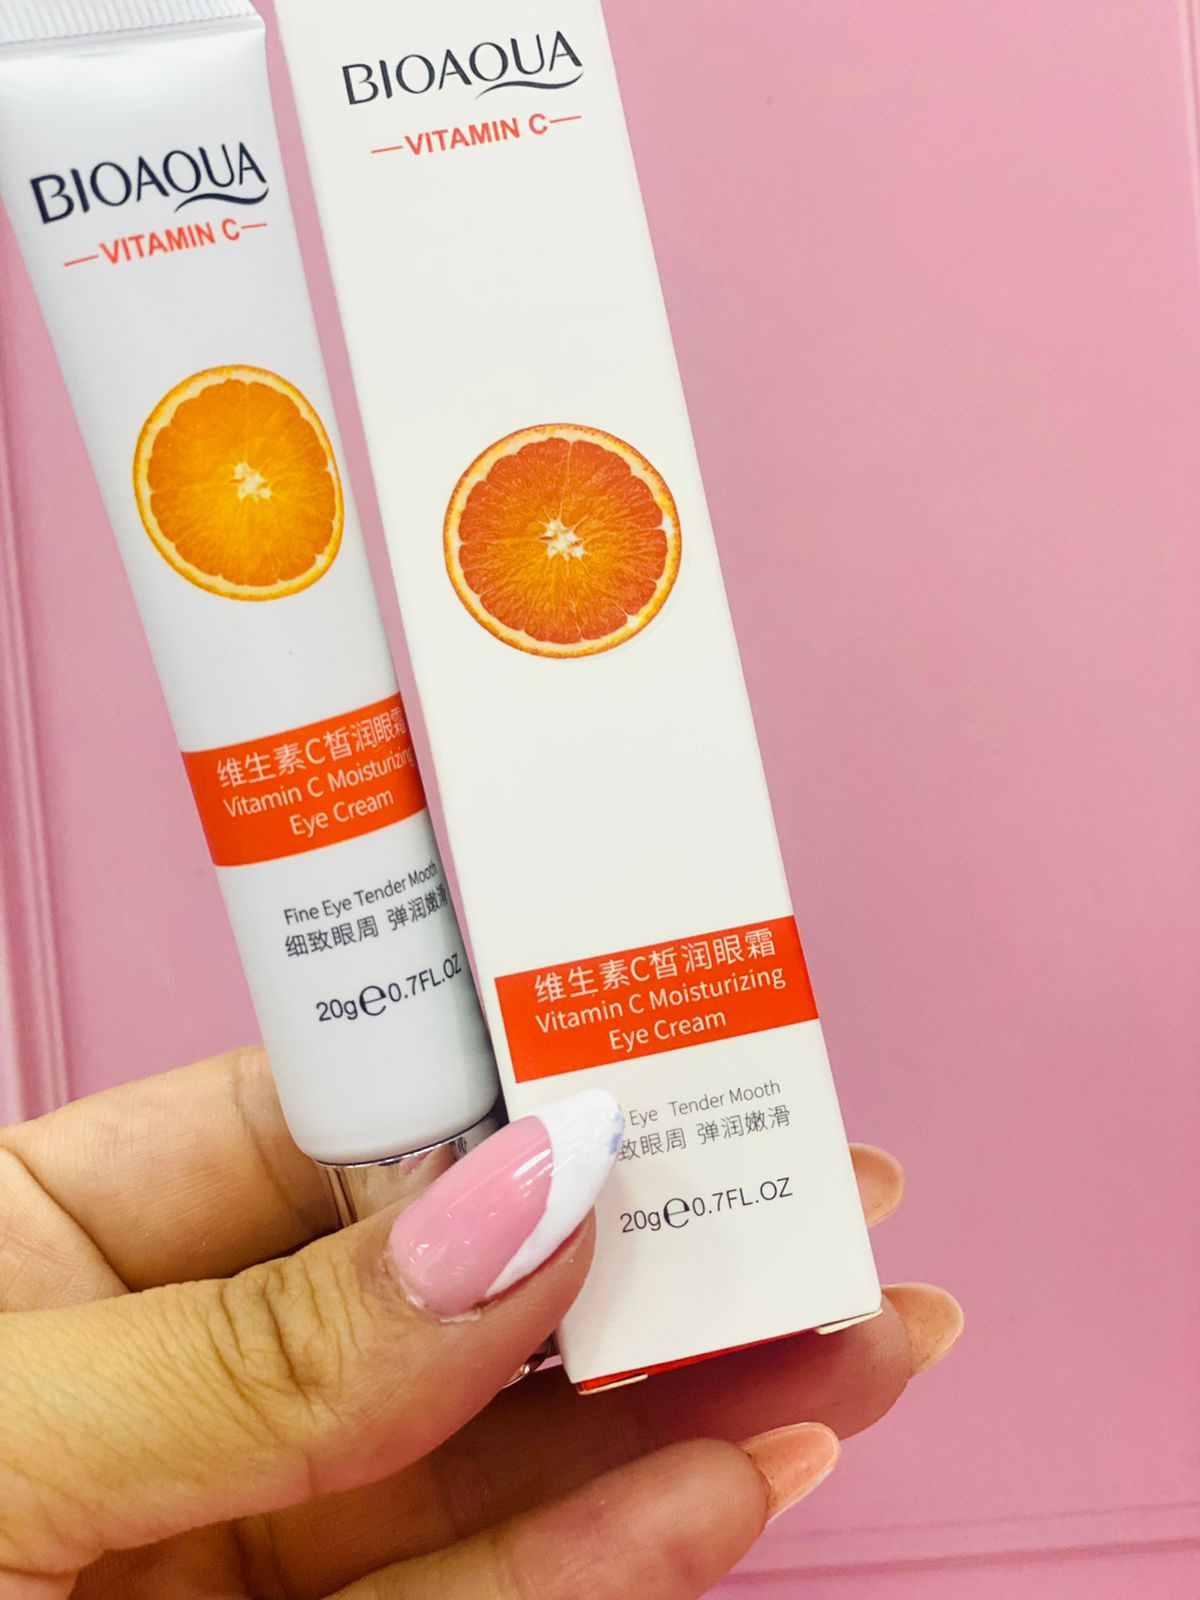 BIOAQUA
—VITAMIN C—
维生素C皙润眼霜
Vitamin C Moisturizing
Eye Cream
Fine Eye Tender Mooth
细致眼周 弹润嫩滑
20g℮0.7FL.OZ
BIOAQUA
—VITAMIN C—
维生素C皙润眼霜
Vitamin C Moisturizing
Eye Cream
Eye Tender Mooth
致眼周 弹润嫩滑
20g℮0.7FL.OZ